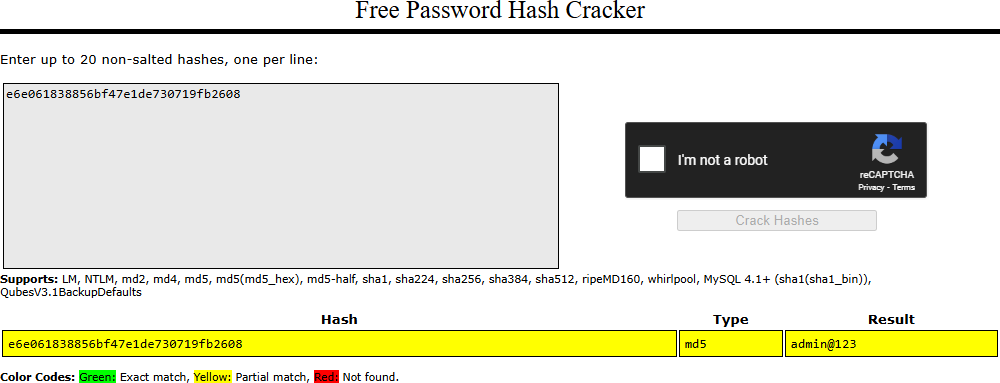 Free Password Hash Cracker
Enter up to 20 non-salted hashes, one per line:
e6e061838856bf47e1de730719fb2608
I'm not a robot
reCAPTCHA
Privacy - Terms
Crack Hashes
Supports: LM, NTLM, md2, md4, md5, md5(md5_hex), md5-half, sha1, sha224, sha256, sha384, sha512, ripeMD160, whirlpool, MySQL 4.1+ (sha1(sha1_bin)),
QubesV3.1BackupDefaults
Hash Type Result
e6e061838856bf47e1de730719fb2608 md5 admin@123
Color Codes: Green: Exact match, Yellow: Partial match, Red: Not found.